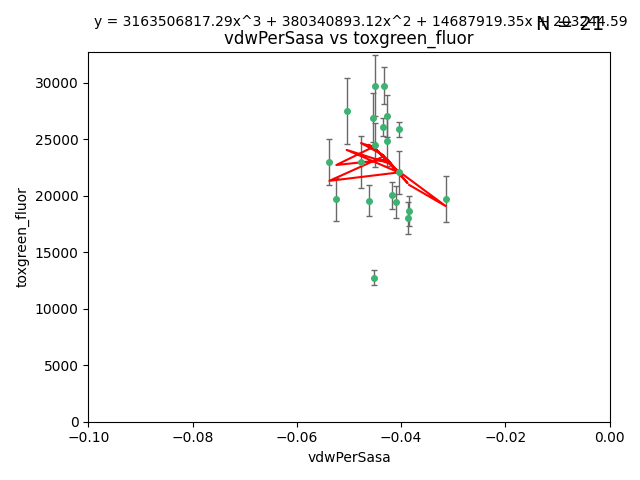 y = 3163506817.29x^3 + 380340893.12x^2 + 14687919.35x + 203244.59
N = 21
vdwPerSasa vs toxgreen_fluor
30000
25000
20000
15000
10000
5000
0
toxgreen_fluor
−0.10
−0.08
−0.06
−0.04
−0.02
0.00
vdwPerSasa